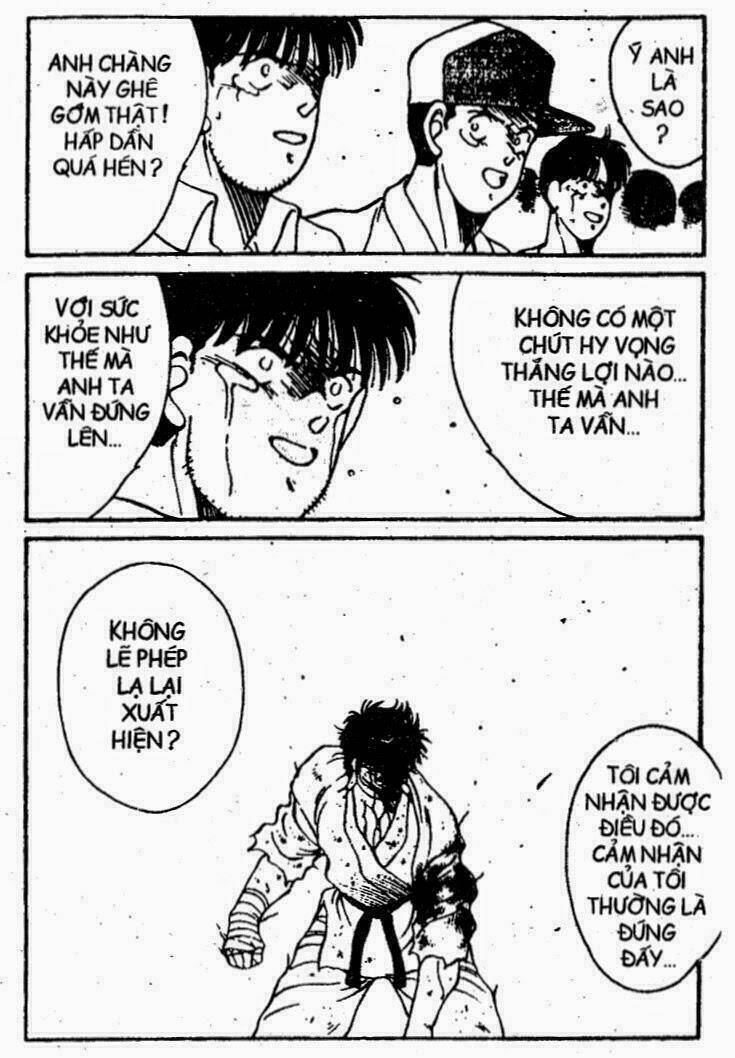 ANH CHÀNG
NÀY GHÊ
GỚM THẬT!
HẤP DẪN
QUÁ HÉN?
Ý ANH
LÀ
SAO
?
VỚI SỨC
KHỎE NHƯ
THẾ MÀ
ANH TA
VẪN ĐỨNG
LÊN...
KHÔNG CÓ MỘT
CHÚT HY VỌNG
THẮNG LỢI NÀO...
THẾ MÀ ANH
TA VẪN...
KHÔNG
LẼ PHÉP
LẠ LẠI
XUẤT
HIỆN?
TÔI CẢM
NHẬN ĐƯỢC
ĐIỀU ĐÓ...
CẢM NHẬN
CỦA TÔI
THƯỜNG LÀ
ĐÚNG
ĐẤY...